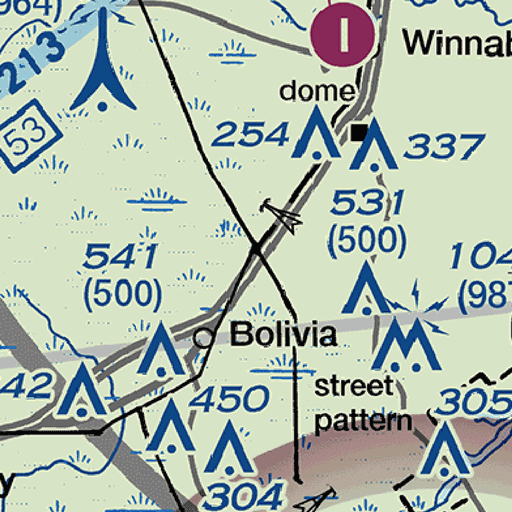 964)
213
53
I
Winnab
dome
254
337
531
(500)
541
(500)
104
(987
Bolivia
42
450
street
pattern
305
304
y